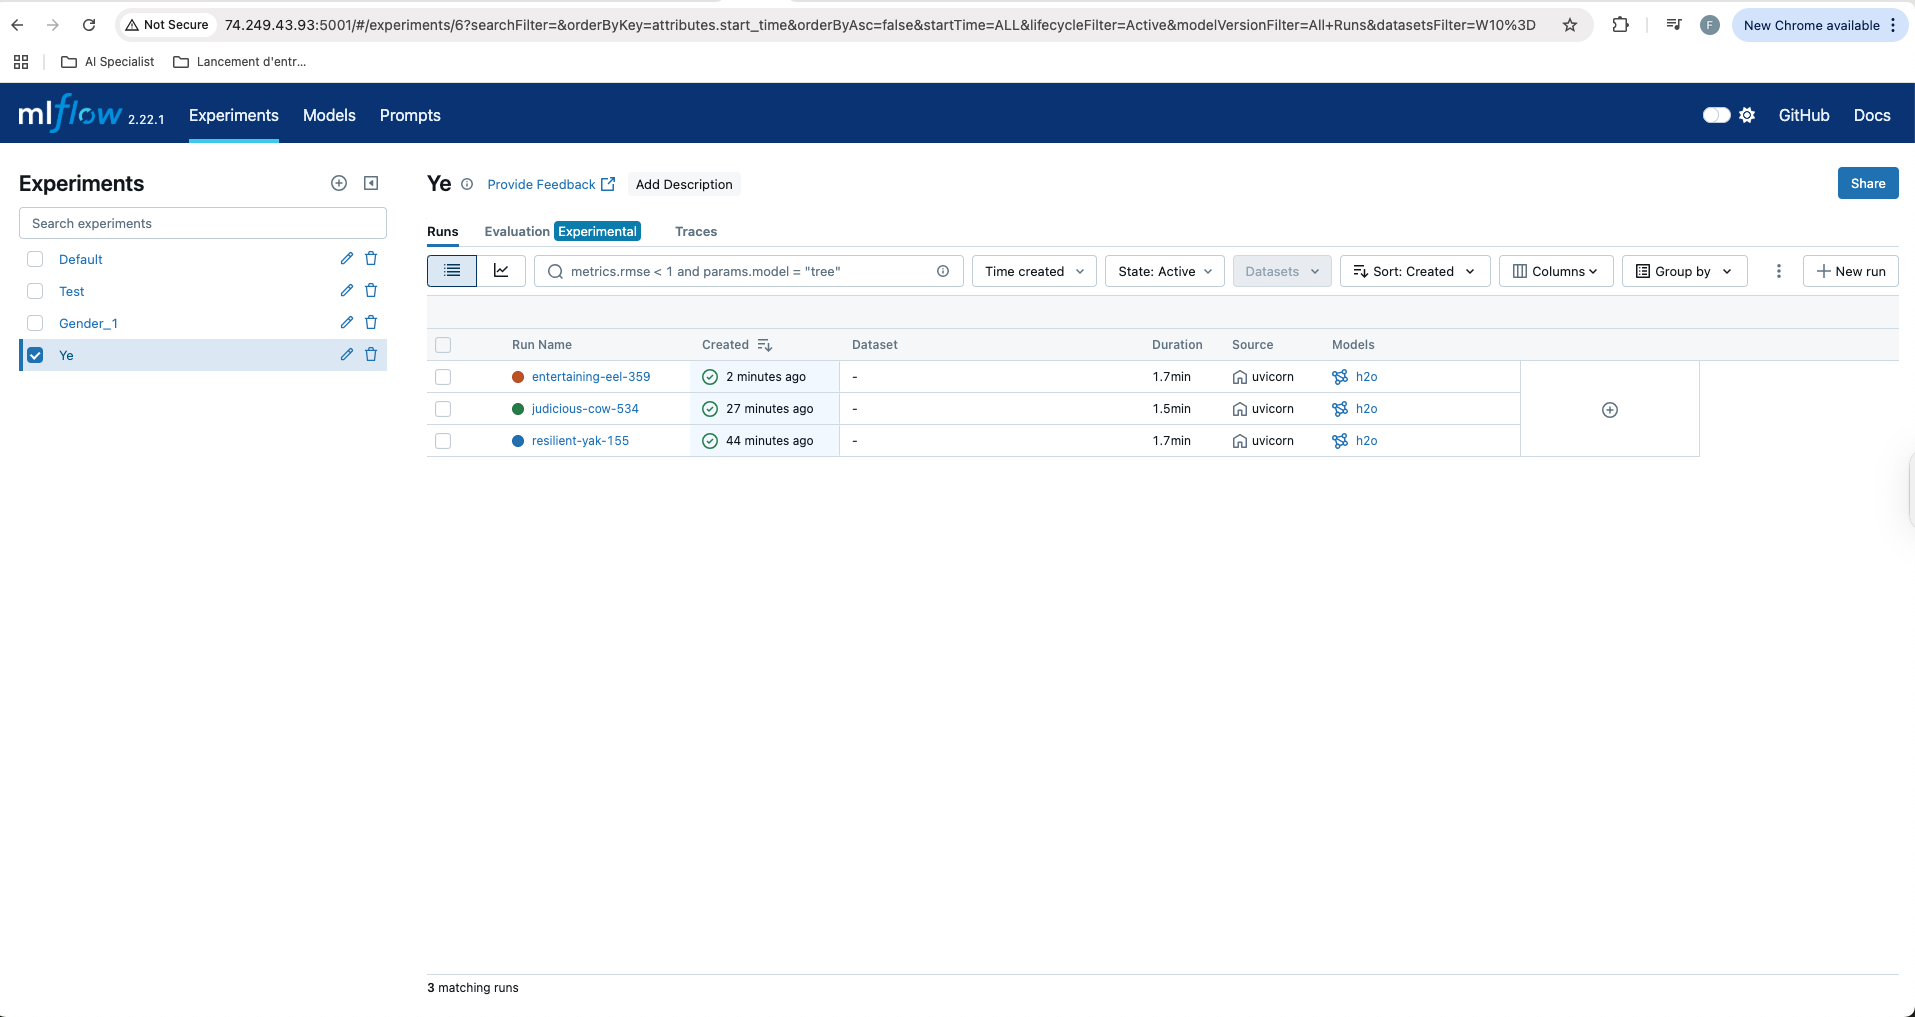 Not Secure 74.249.43.93:5001/#/experiments/6?searchFilter=&orderByKey=attributes.start_time&orderByAsc=false&startTime=ALL&lifecycleFilter=Active&modelVersionFilter=All+Runs&datasetsFilter=W10%3D F New Chrome available
AI Specialist Lancement d'entr...
mlflow 2.22.1 Experiments Models Prompts GitHub Docs
Experiments
Search experiments
Default
Test
Gender_1
Ye
Ye Provide Feedback Add Description Share
Runs Evaluation Experimental Traces
metrics.rmse < 1 and params.model = "tree" Time created State: Active Datasets Sort: Created Columns Group by New run
Run Name Created Dataset Duration Source Models
entertaining-eel-359 2 minutes ago - 1.7min uvicorn h2o
judicious-cow-534 27 minutes ago - 1.5min uvicorn h2o
resilient-yak-155 44 minutes ago - 1.7min uvicorn h2o
3 matching runs